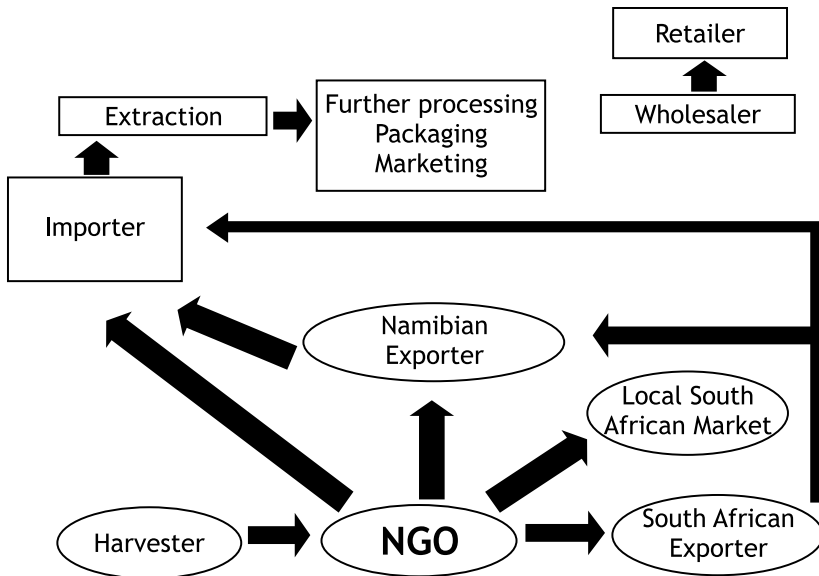 Retailer
Extraction
Further processing
Packaging
Marketing
Wholesaler
Importer
Namibian
Exporter
Local South
African Market
Harvester
NGO
South African
Exporter